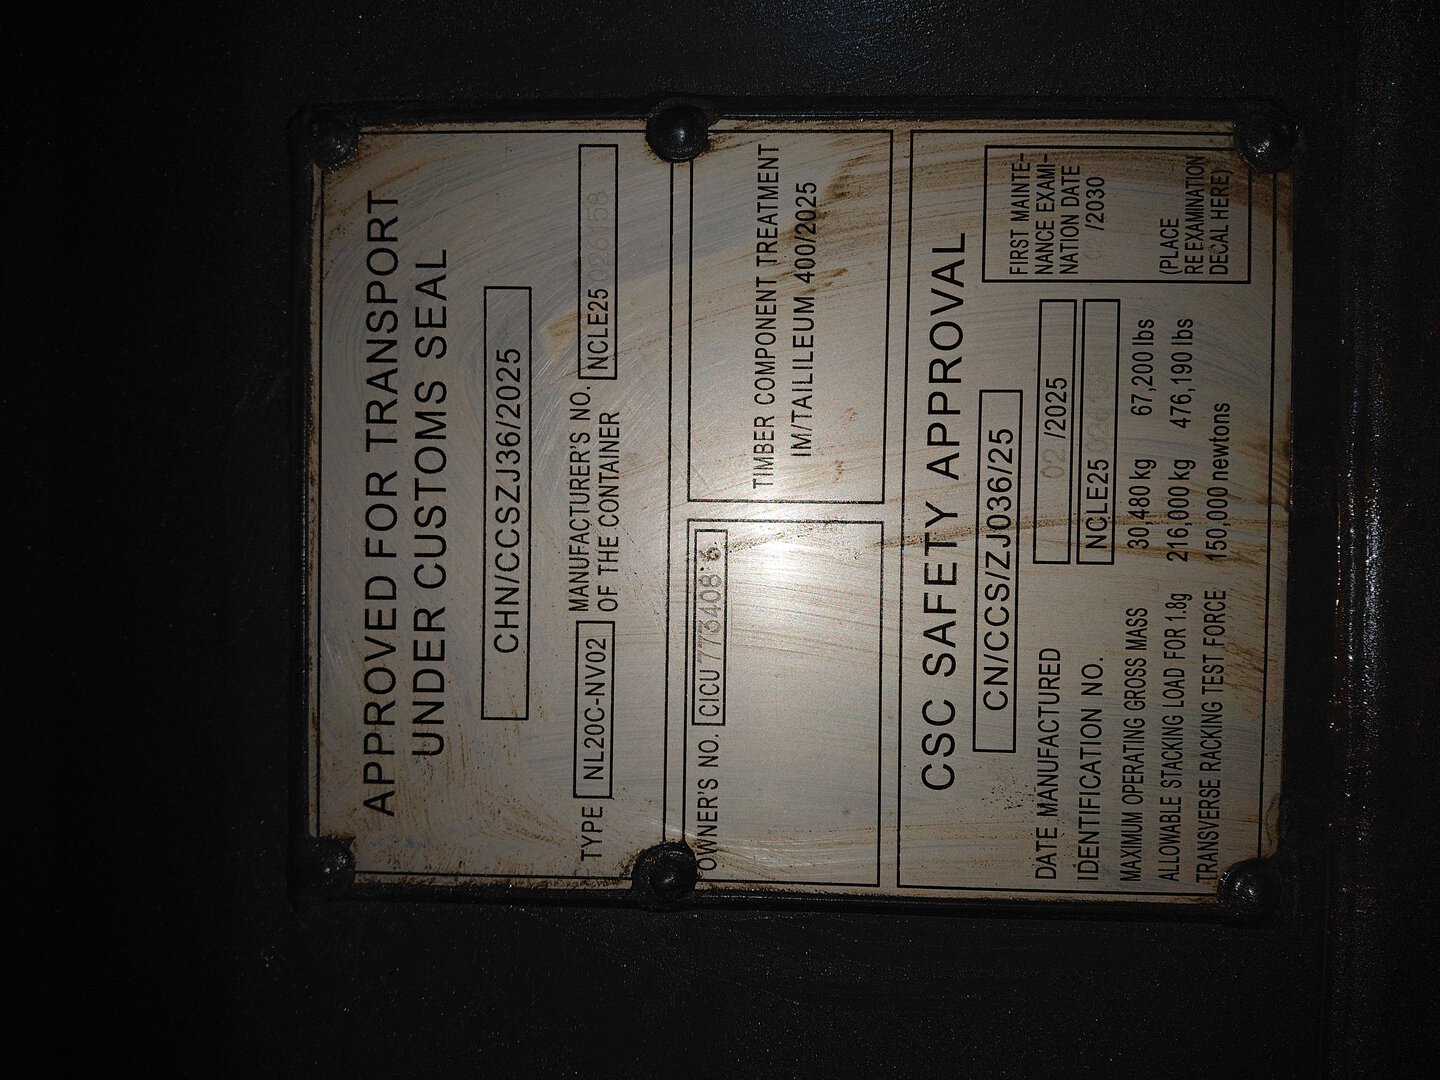 APPROVED FOR TRANSPORT
UNDER CUSTOMS SEAL
CHN/CCSZJ36/2025
TYPE NL20C-NV02 MANUFACTURER'S NO. OF THE CONTAINER NCLE25026158
OWNER'S NO. CICU
TIMBER COMPONENT TREATMENT
IM/TAILILEUM 400/2025
CSC SAFETY APPROVAL
CN/CCS/ZJ036/25
DATE MANUFACTURED 02 /2025
IDENTIFICATION NO. NCLE25
MAXIMUM OPERATING GROSS MASS 30,480 kg 67,200 lbs
ALLOWABLE STACKING LOAD FOR 1.8g 216,000 kg 476,190 lbs
TRANSVERSE RACKING TEST FORCE 150,000 newtons
FIRST MAINTE-
NANCE EXAMI-
NATION DATE
/2030
(PLACE
RE EXAMINATION
DECAL HERE)